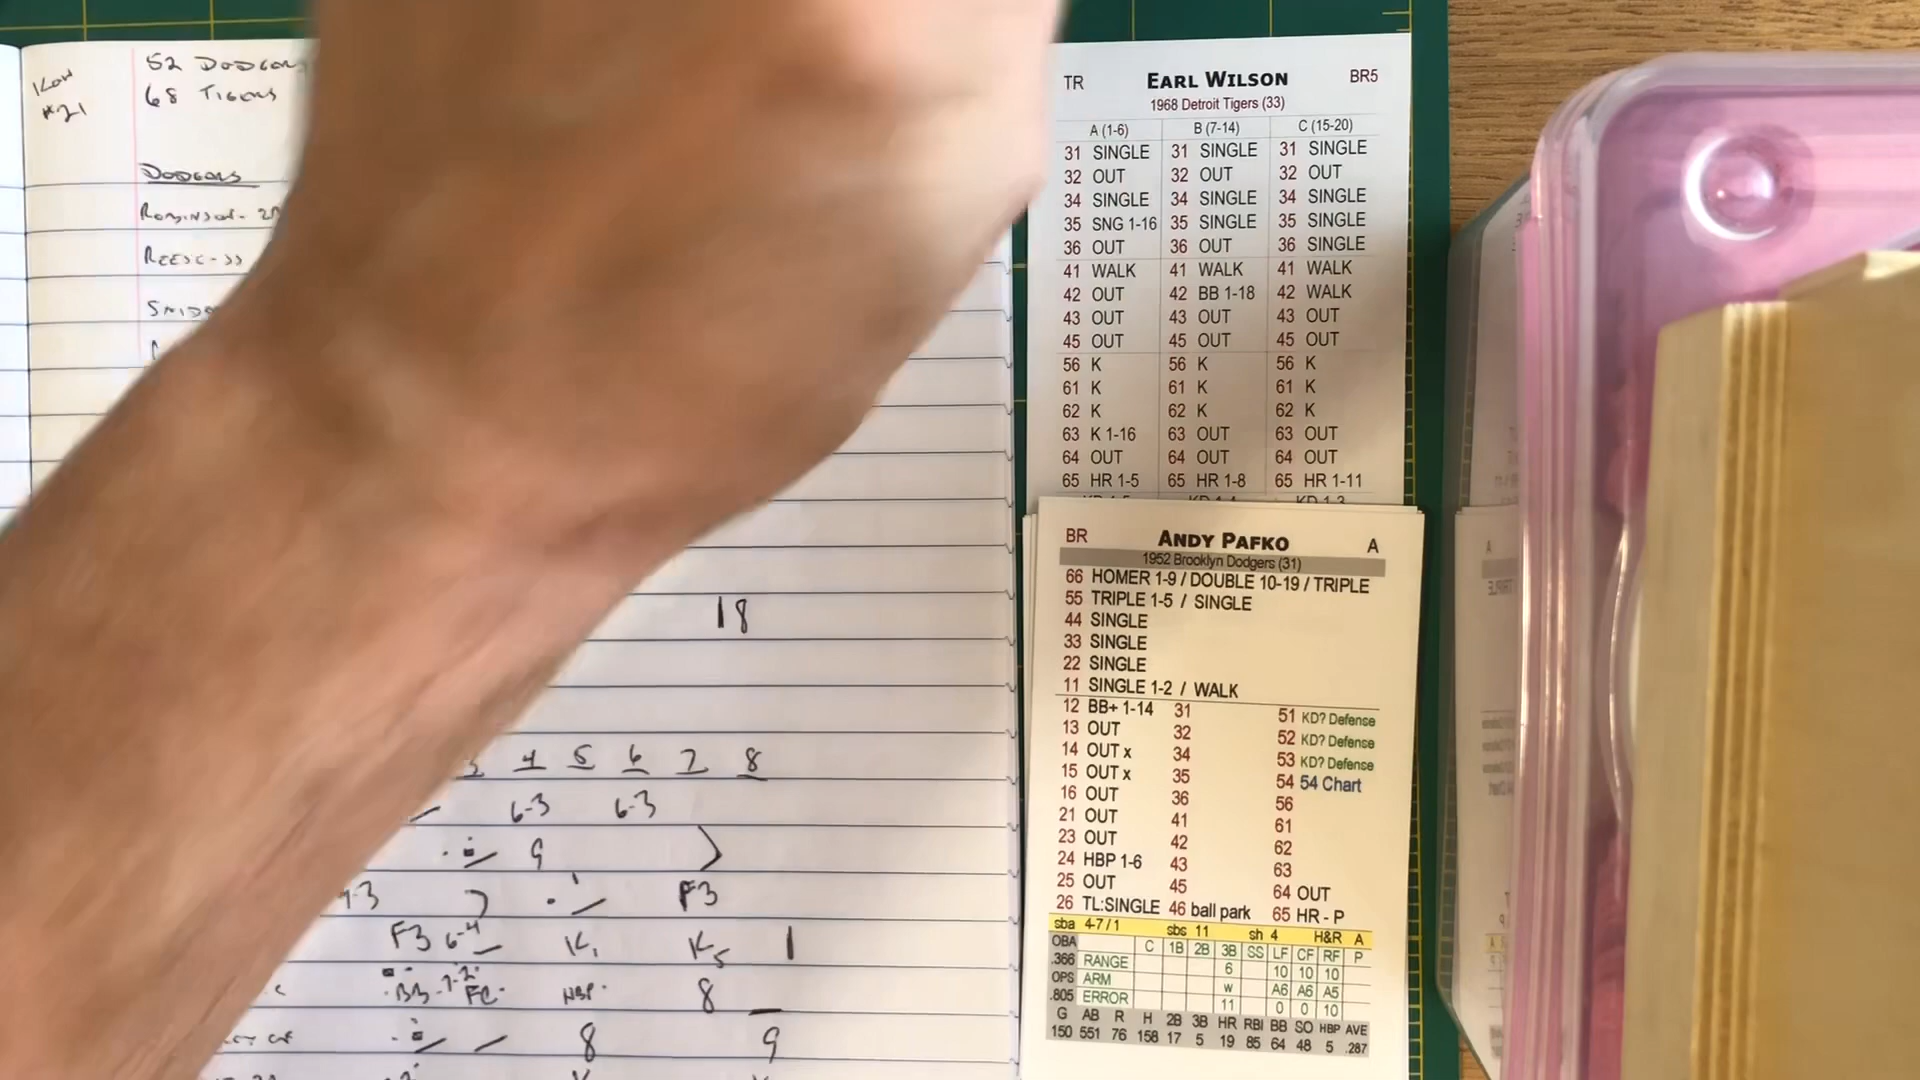 52 DODGERS
68 TIGERS
#21
DODGERS
REESE-SS
18
4 5 6 7 8
6-3 6-3
9
F3
F3 6-4 K K5 1
BB FC HBP 8
8 9
TR EARL WILSON BR5
1968 Detroit Tigers (33)
A (1-6) B (7-14) C (15-20)
31 SINGLE 31 SINGLE 31 SINGLE
32 OUT 32 OUT 32 OUT
34 SINGLE 34 SINGLE 34 SINGLE
35 SNG 1-16 35 SINGLE 35 SINGLE
36 OUT 36 OUT 36 SINGLE
41 WALK 41 WALK 41 WALK
42 OUT 42 BB 1-18 42 WALK
43 OUT 43 OUT 43 OUT
45 OUT 45 OUT 45 OUT
56 K 56 K 56 K
61 K 61 K 61 K
62 K 62 K 62 K
63 K 1-16 63 OUT 63 OUT
64 OUT 64 OUT 64 OUT
65 HR 1-5 65 HR 1-8 65 HR 1-11
BR ANDY PAFKO A
1952 Brooklyn Dodgers (31)
66 HOMER 1-9 / DOUBLE 10-19 / TRIPLE
55 TRIPLE 1-5 / SINGLE
44 SINGLE
33 SINGLE
22 SINGLE
11 SINGLE 1-2 / WALK
12 BB+ 1-14 31 51 KD? Defense
13 OUT 32 52 KD? Defense
14 OUT x 34 53 KD? Defense
15 OUT x 35 54 54 Chart
16 OUT 36 56
21 OUT 41 61
23 OUT 42 62
24 HBP 1-6 43 63
25 OUT 45 64 OUT
26 TL:SINGLE 46 ball park 65 HR - P
sba 4-7 / 1 sbs 11 sh 4 H&R A
OBA C 1B 2B 3B SS LF CF RF P
.366 RANGE 6 10 10 10
OPS ARM w A6 A6 A5
.805 ERROR 11 0 0 10
G AB R H 2B 3B HR RBI BB SO HBP AVE
150 551 76 158 17 5 19 85 64 48 5 .287